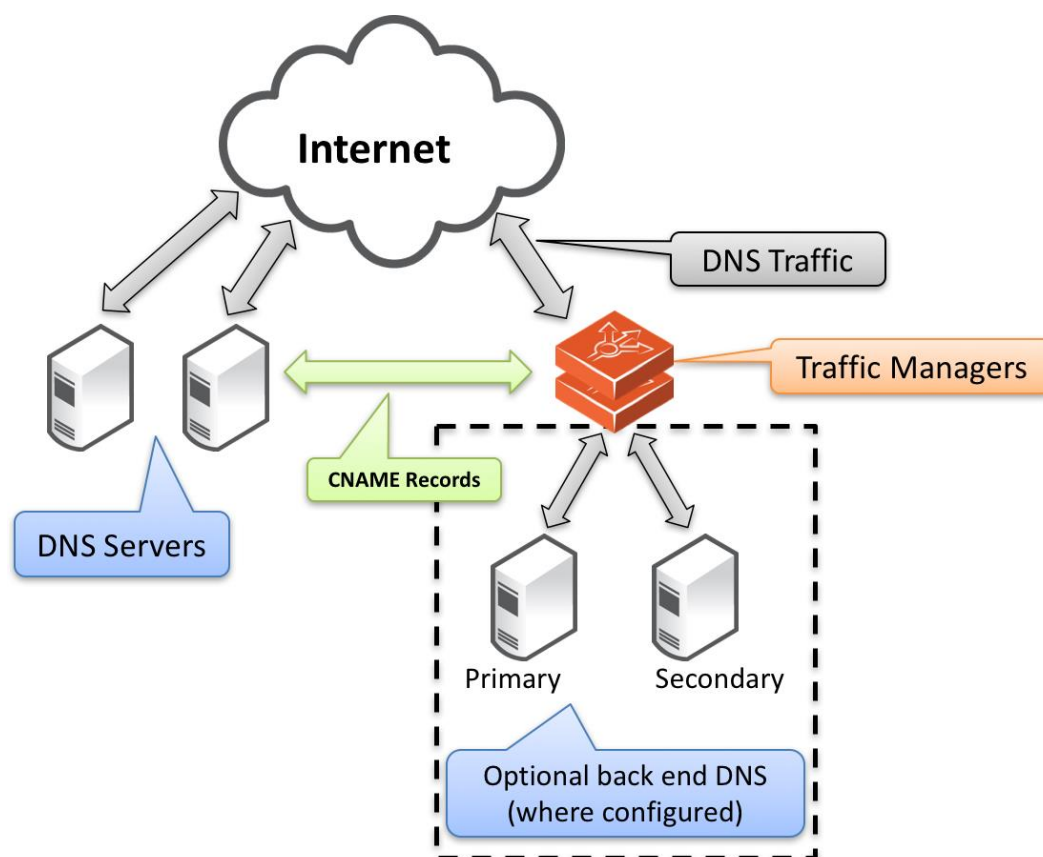 Internet
DNS Traffic
Traffic Managers
CNAME Records
DNS Servers
Primary
Secondary
Optional back end DNS
(where configured)